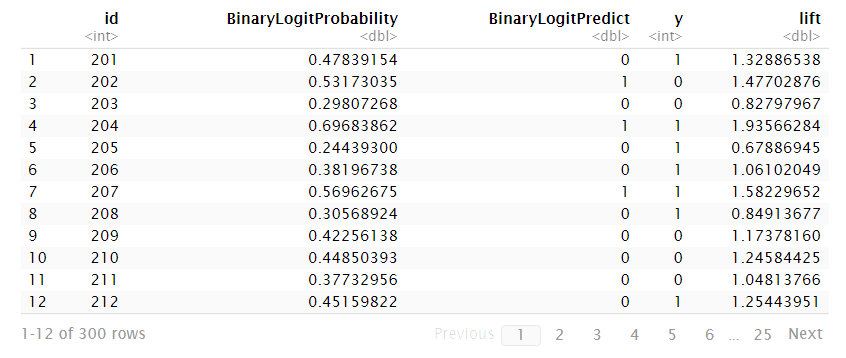 id BinaryLogitProbability BinaryLogitPredict y lift
<int> <dbl> <dbl> <int> <dbl>
1 201 0.47839154 0 1 1.32886538
2 202 0.53173035 1 0 1.47702876
3 203 0.29807268 0 0 0.82797967
4 204 0.69683862 1 1 1.93566284
5 205 0.24439300 0 1 0.67886945
6 206 0.38196738 0 1 1.06102049
7 207 0.56962675 1 1 1.58229652
8 208 0.30568924 0 1 0.84913677
9 209 0.42256138 0 0 1.17378160
10 210 0.44850393 0 0 1.24584425
11 211 0.37732956 0 0 1.04813766
12 212 0.45159822 0 1 1.25443951
1-12 of 300 rows Previous 1 2 3 4 5 6 ... 25 Next